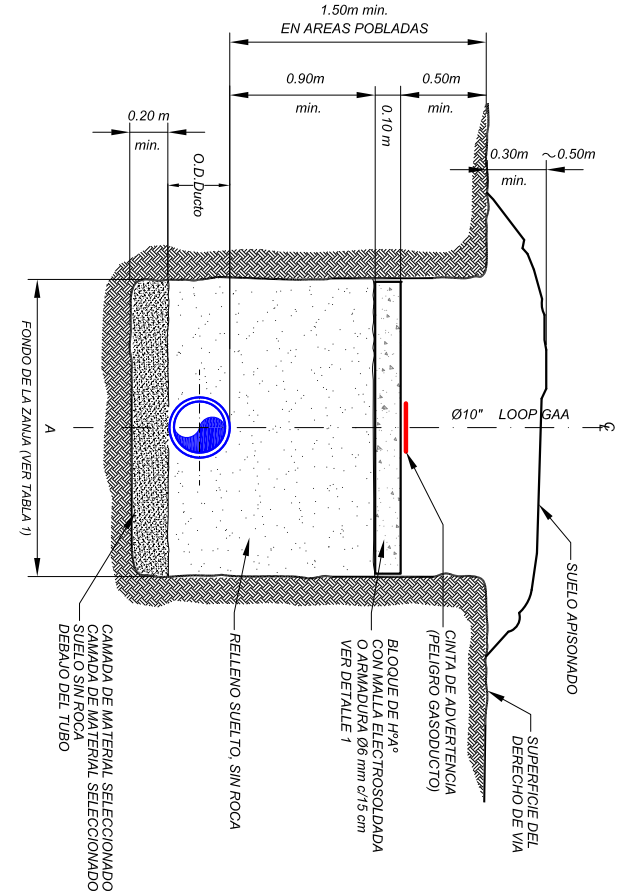 1.50m min.
EN AREAS POBLADAS
0.90m
min.
0.10 m
0.50m
min.
0.20 m
min.
O.D.Ducto
0.30m ~0.50m
min.
Ø10" LOOP GAA
CL
A
FONDO DE LA ZANJA (VER TABLA 1)
SUELO APISONADO
SUPERFICIE DEL
DERECHO DE VIA
CINTA DE ADVERTENCIA
(PELIGRO GASODUCTO)
BLOQUE DE HºAº
CON MALLA ELECTROSOLDADA
O ARMADURA Ø6 mm c/15 cm
VER DETALLE 1
RELLENO SUELTO, SIN ROCA
CAMADA DE MATERIAL SELECCIONADO
CAMADA DE MATERIAL SELECCIONADO
SUELO SIN ROCA
DEBAJO DEL TUBO